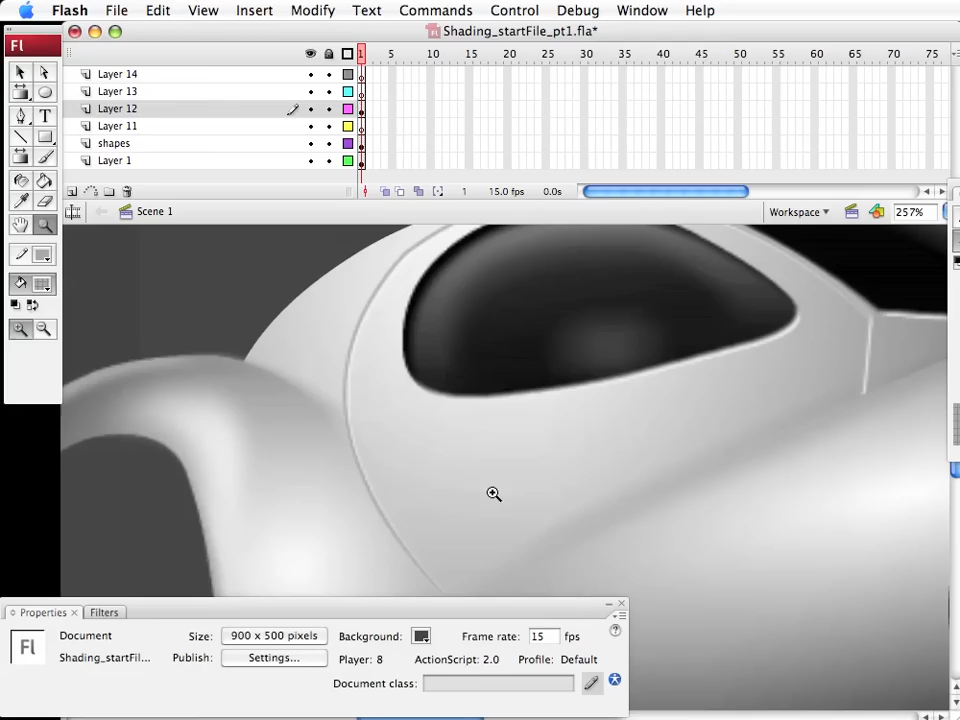 Flash File Edit View Insert Modify Text Commands Control Debug Window Help
Shading_startFile_pt1.fla*
Fl
1 5 10 15 20 25 30 35 40 45 50 55 60 65 70 75
Layer 14
Layer 13
Layer 12
Layer 11
shapes
Layer 1
1 15.0 fps 0.0s
Scene 1 Workspace 257%
T
Properties Filters
Fl Document Size: 900 x 500 pixels Background: Frame rate: 15 fps
Shading_startFil... Publish: Settings... Player: 8 ActionScript: 2.0 Profile: Default
Document class: